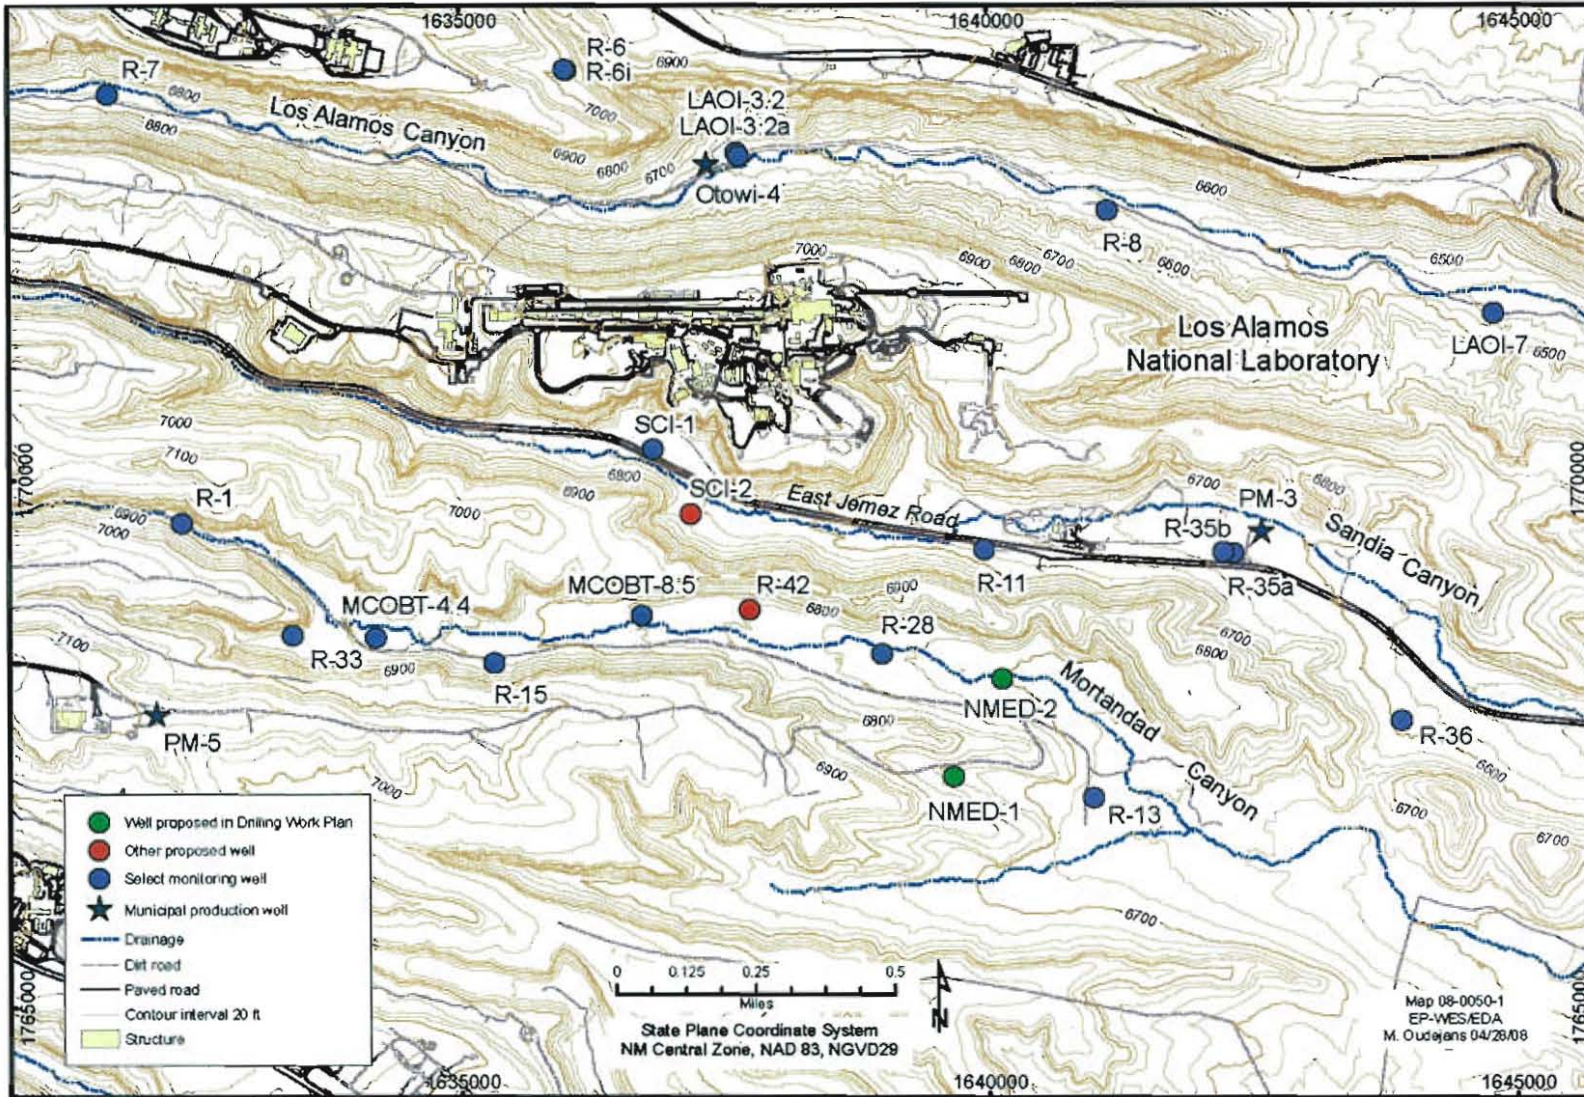 1635000
1640000
1645000
R-7
6800
6800
Los Alamos Canyon
R-6
R-6i
6900
7000
LAOI-3.2
LAOI-3.2a
6900
6800
6700
Otowi-4
6600
R-8
6600
6500
LAOI-7
6500
7000
6900
6800
6700
Los Alamos
National Laboratory
SCI-1
7000
7100
6800
6900
SCI-2
7000
East Jemez Road
6700
PM-3
6800
R-35b
R-35a
Sandia Canyon
1770000
1770000
R-1
6900
7000
R-11
6900
MCOBT-4.4
MCOBT-8.5
R-42
6800
R-28
6700
6800
7100
R-33
6900
R-15
Mortandad
Canyon
NMED-2
6800
PM-5
R-36
6600
6900
7000
NMED-1
R-13
6700
6700
6700
6700
Well proposed in Drilling Work Plan
Other proposed well
Select monitoring well
Municipal production well
Drainage
Dirt road
Paved road
Contour interval 20 ft
Structure
0 0.125 0.25 0.5
Miles
State Plane Coordinate System
NM Central Zone, NAD 83, NGVD29
N
Map 08-0050-1
EP-WES/EDA
M. Oudejans 04/28/08
1765000
1765000
1635000
1640000
1645000